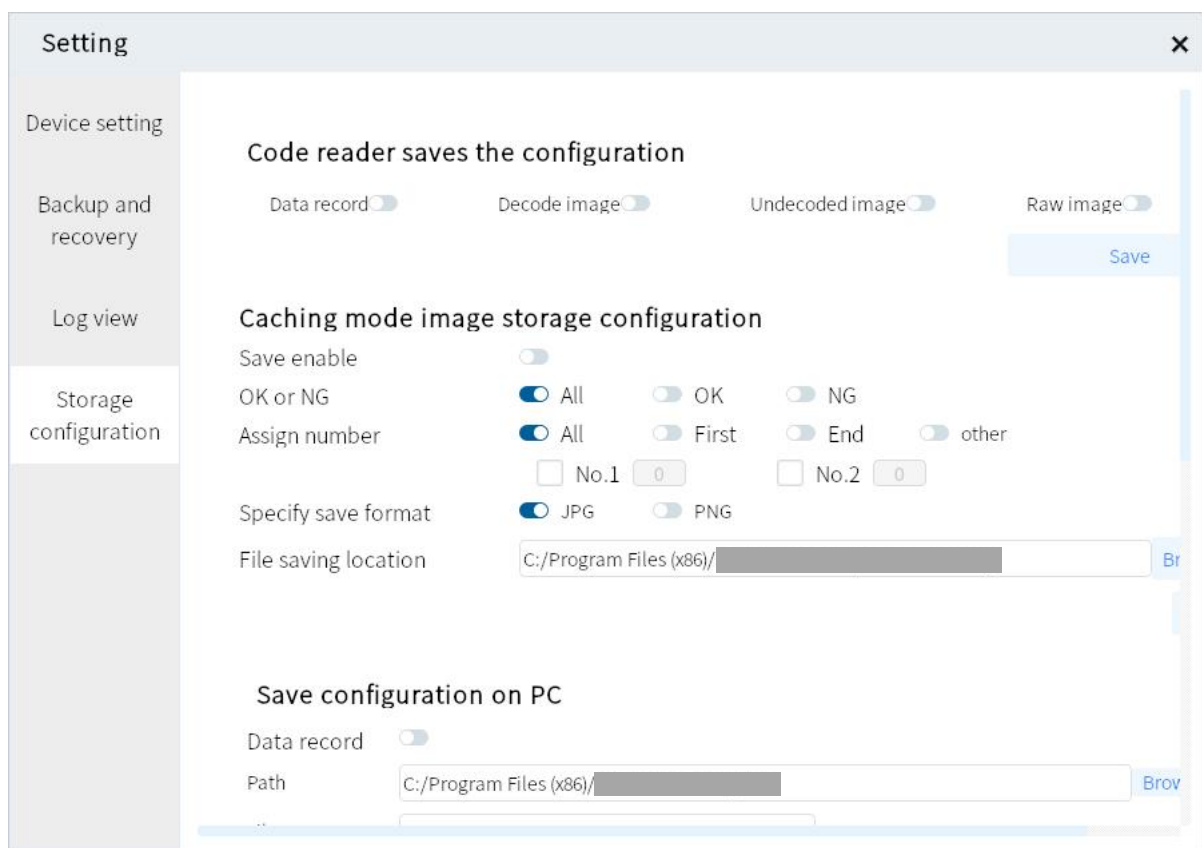 Setting
Device setting
Backup and
recovery
Log view
Storage
configuration
Code reader saves the configuration
Data record Decode image Undecoded image Raw image
Save
Caching mode image storage configuration
Save enable
OK or NG All OK NG
Assign number All First End other
No.1 0 No.2 0
Specify save format JPG PNG
File saving location C:/Program Files (x86)/ Br
Save configuration on PC
Data record
Path C:/Program Files (x86)/ Brow